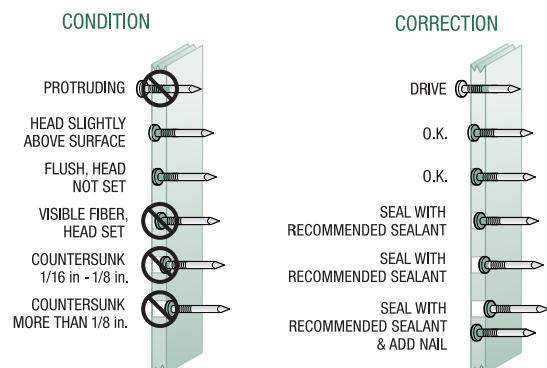 CONDITION
PROTRUDING
HEAD SLIGHTLY
ABOVE SURFACE
FLUSH, HEAD
NOT SET
VISIBLE FIBER,
HEAD SET
COUNTERSUNK
1/16 in - 1/8 in.
COUNTERSUNK
MORE THAN 1/8 in.
CORRECTION
DRIVE
O.K.
O.K.
SEAL WITH
RECOMMENDED SEALANT
SEAL WITH
RECOMMENDED SEALANT
SEAL WITH
RECOMMENDED SEALANT
& ADD NAIL